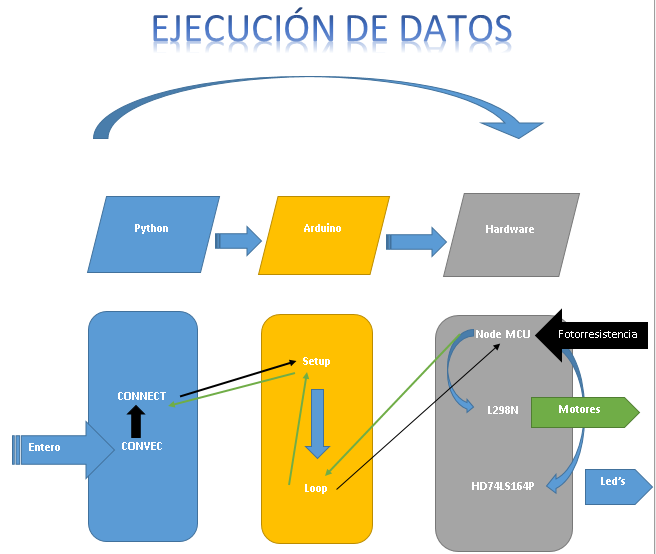 EJECUCIÓN DE DATOS
Python
Arduino
Hardware
Node MCU
Fotorresistencia
Setup
CONNECT
L298N
Motores
Entero
CONVEC
Loop
HD74LS164P
Led's